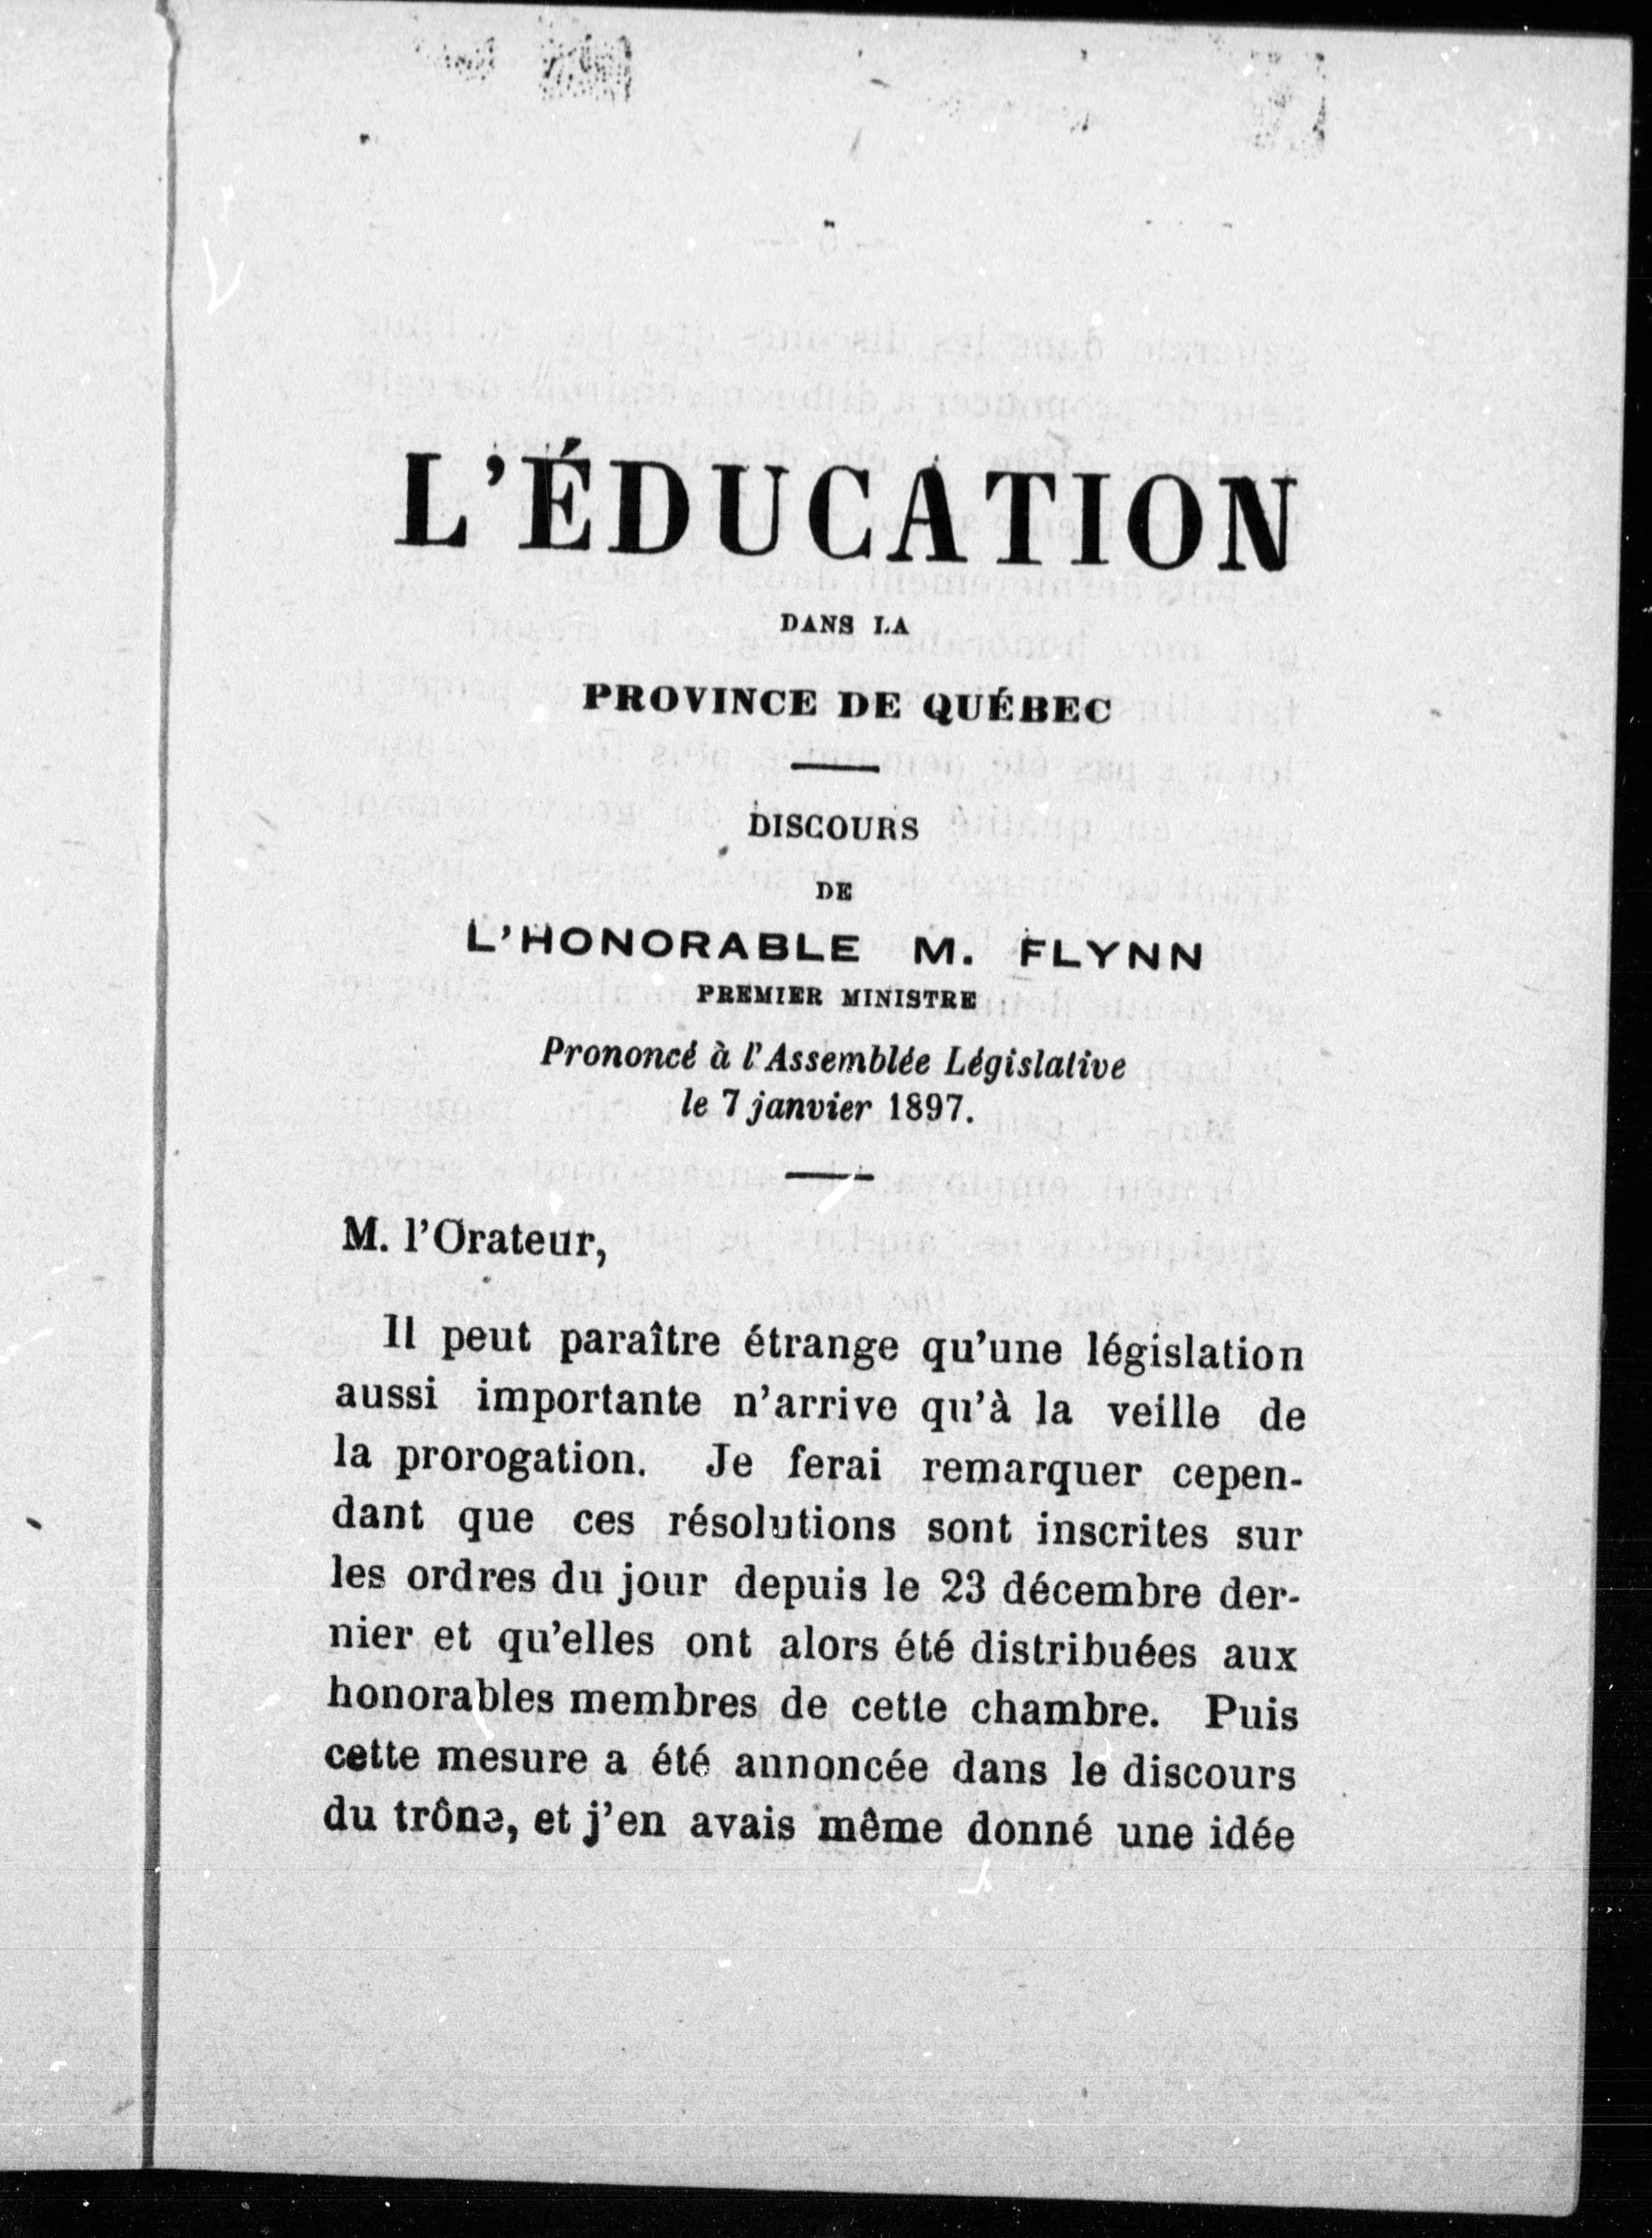 L'ÉDUCATION
DANS LA
PROVINCE DE QUÉBEC
DISCOURS
DE
L'HONORABLE M. FLYNN
PREMIER MINISTRE
Prononcé à l'Assemblée Législative
le 7 janvier 1897.
M. l'Orateur,
Il peut paraître étrange qu'une législation
aussi importante n'arrive qu'à la veille de
la prorogation. Je ferai remarquer cepen-
dant que ces résolutions sont inscrites sur
les ordres du jour depuis le 23 décembre der-
nier et qu'elles ont alors été distribuées aux
honorables membres de cette chambre. Puis
cette mesure a été annoncée dans le discours
du trône, et j'en avais même donné une idée